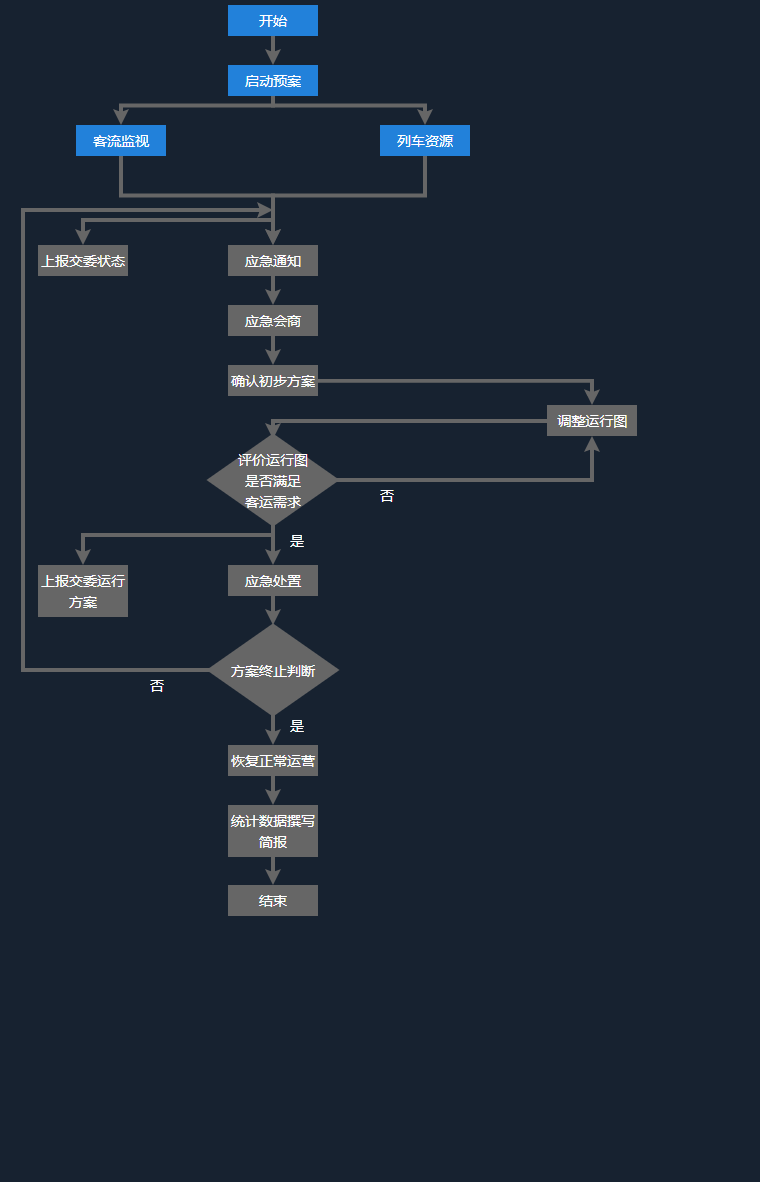 开始
启动预案
客流监视
列车资源
上报交委状态
应急通知
应急会商
确认初步方案
调整运行图
评价运行图
是否满足
客运需求
否
是
上报交委运行
方案
应急处置
方案终止判断
否
是
恢复正常运营
统计数据撰写
简报
结束